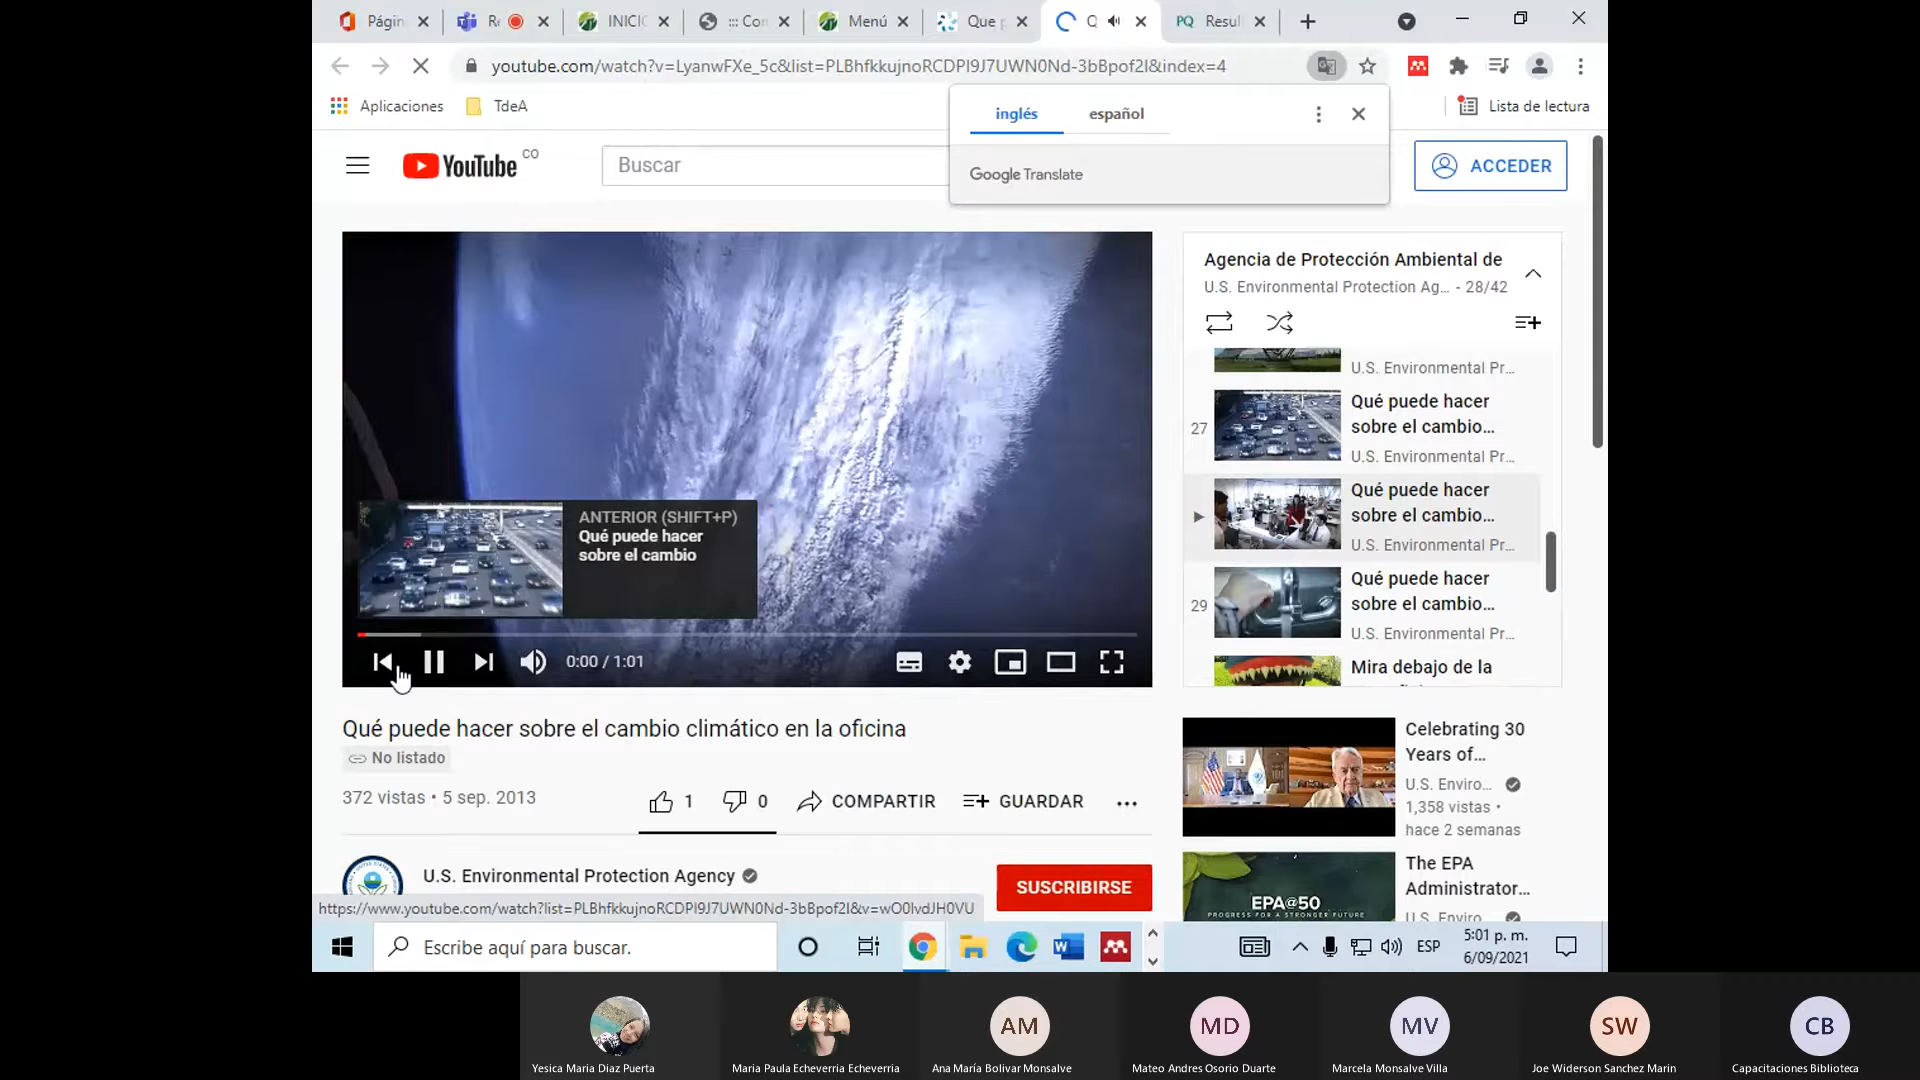 Págin
Re
INICIO
::: Con
Menú
Que p
Q
PQ
Resul
youtube.com/watch?v=LyanwFXe_5c&list=PLBhfkkujnoRCDPI9J7UWN0Nd-3bBpof2I&index=4
Aplicaciones
TdeA
inglés
español
Lista de lectura
Google Translate
YouTube CO
Buscar
ACCEDER
Agencia de Protección Ambiental de
U.S. Environmental Protection Ag... - 28/42
U.S. Environmental Pr...
27
Qué puede hacer
sobre el cambio...
U.S. Environmental Pr...
Qué puede hacer
sobre el cambio...
U.S. Environmental Pr...
29
Qué puede hacer
sobre el cambio...
U.S. Environmental Pr...
Mira debajo de la
ANTERIOR (SHIFT+P)
Qué puede hacer
sobre el cambio
0:00 / 1:01
Qué puede hacer sobre el cambio climático en la oficina
No listado
372 vistas • 5 sep. 2013
1
0
COMPARTIR
GUARDAR
U.S. Environmental Protection Agency
SUSCRIBIRSE
Celebrating 30
Years of...
U.S. Enviro...
1,358 vistas •
hace 2 semanas
The EPA
Administrator...
U.S. Enviro...
EPA@50
PROGRESS FOR A STRONGER FUTURE
https://www.youtube.com/watch?list=PLBhfkkujnoRCDPI9J7UWN0Nd-3bBpof2I&v=wO0lvdJH0VU
Escribe aquí para buscar.
ESP
5:01 p. m.
6/09/2021
AM
MD
MV
SW
CB
Yesica Maria Diaz Puerta
Maria Paula Echeverria Echeverria
Ana María Bolivar Monsalve
Mateo Andres Osorio Duarte
Marcela Monsalve Villa
Joe Widerson Sanchez Marin
Capacitaciones Biblioteca